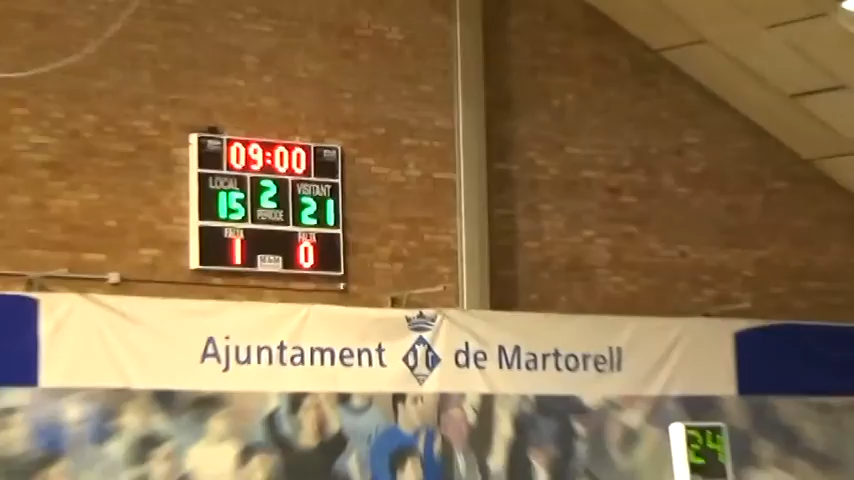 09:00
LOCAL 2 VISITANT
15 PERIODE 21
FALTA FALTA
1 0
Ajuntament de Martorell
24